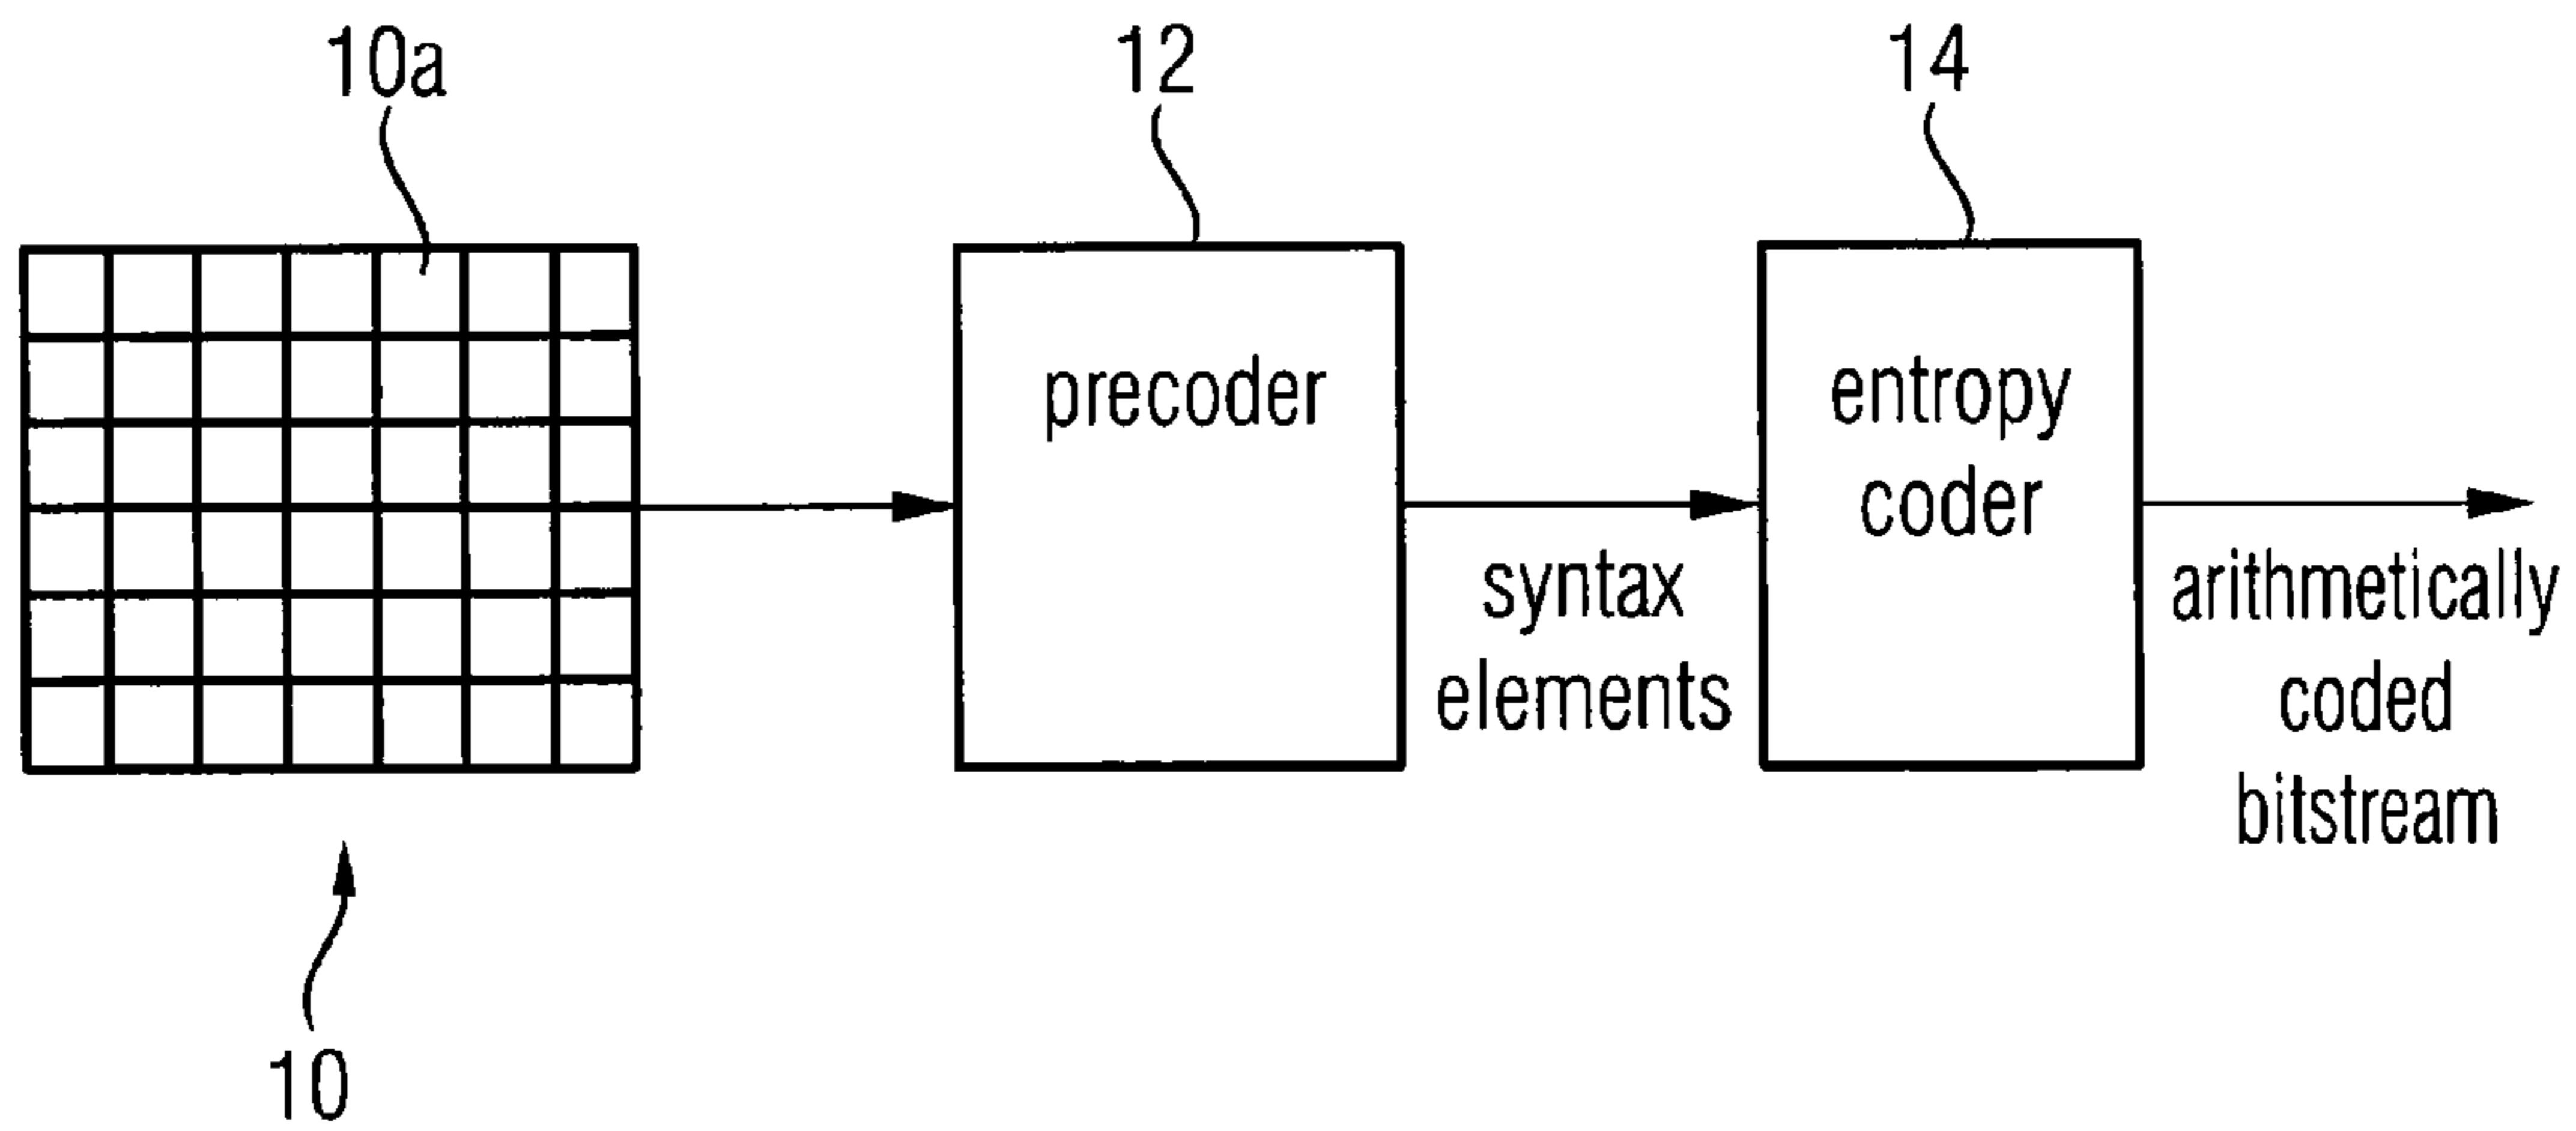 10a
12
14
precoder
entropy
coder
syntax
elements
arithmetically
coded
bitstream
10